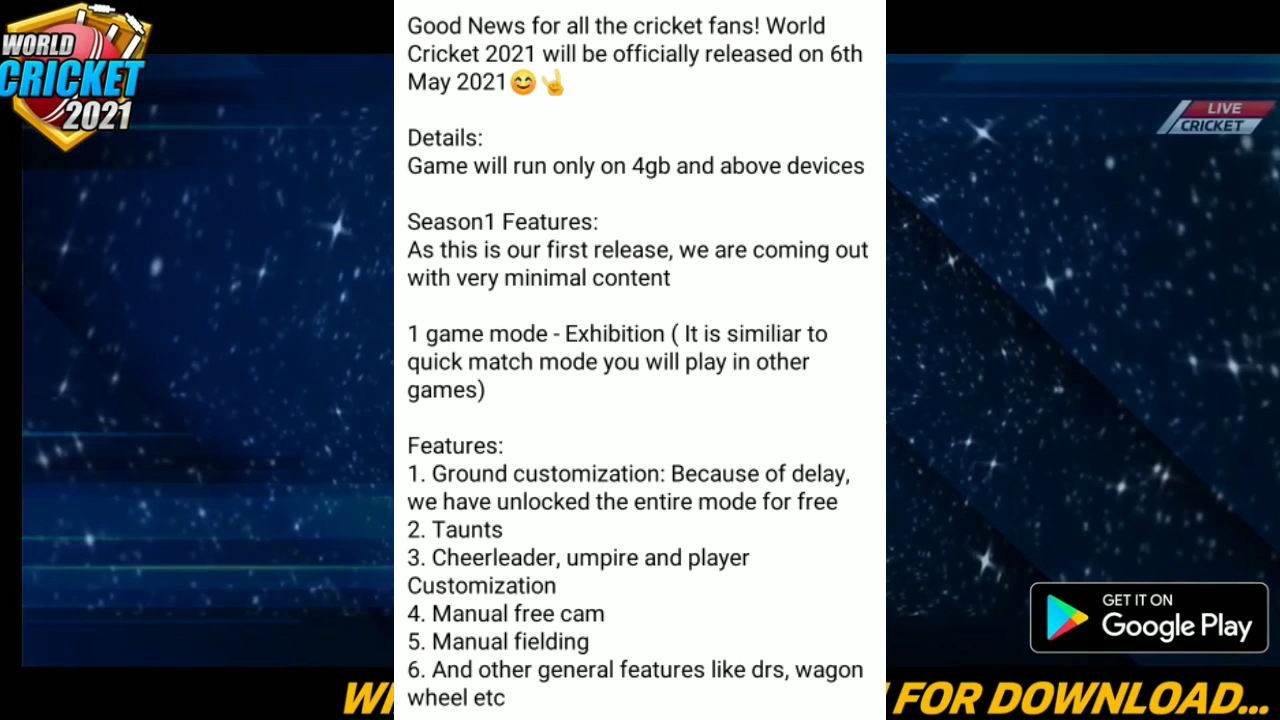 WORLD
CRICKET
2021
Good News for all the cricket fans! World
Cricket 2021 will be officially released on 6th
May 2021😊🤘
Details:
Game will run only on 4gb and above devices
Season1 Features:
As this is our first release, we are coming out
with very minimal content
1 game mode - Exhibition ( It is similiar to
quick match mode you will play in other
games)
Features:
1. Ground customization: Because of delay,
we have unlocked the entire mode for free
2. Taunts
3. Cheerleader, umpire and player
Customization
4. Manual free cam
5. Manual fielding
6. And other general features like drs, wagon
wheel etc
LIVE
CRICKET
GET IT ON
Google Play
FOR DOWNLOAD...